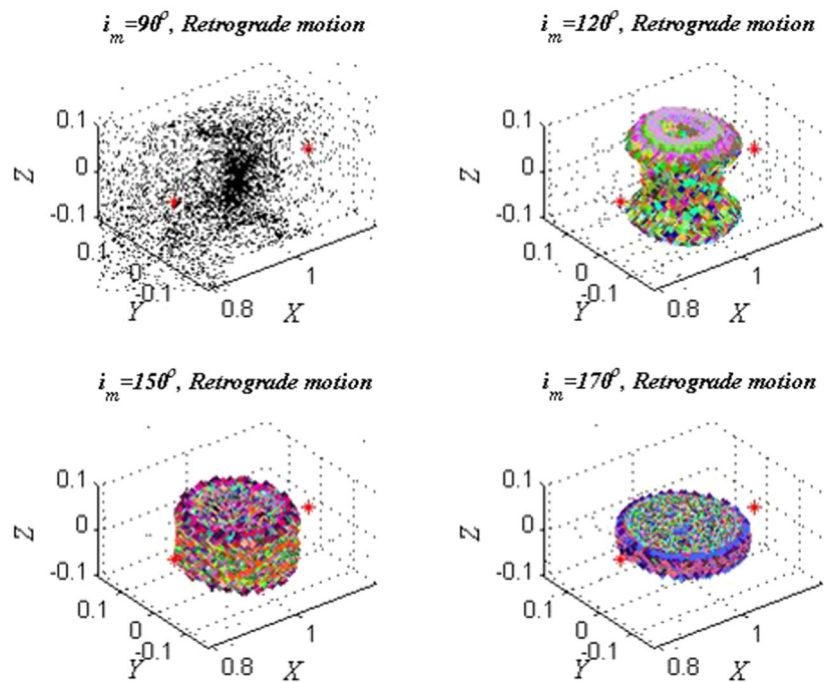 i_m=90°, Retrograde motion
0.1
0
-0.1
Z
0.1
0
-0.1
Y
0.8
1
X
i_m=120°, Retrograde motion
0.1
0
-0.1
Z
0.1
0
-0.1
Y
0.8
1
X
i_m=150°, Retrograde motion
0.1
0
-0.1
Z
0.1
0
-0.1
Y
0.8
1
X
i_m=170°, Retrograde motion
0.1
0
-0.1
Z
0.1
0
-0.1
Y
0.8
1
X